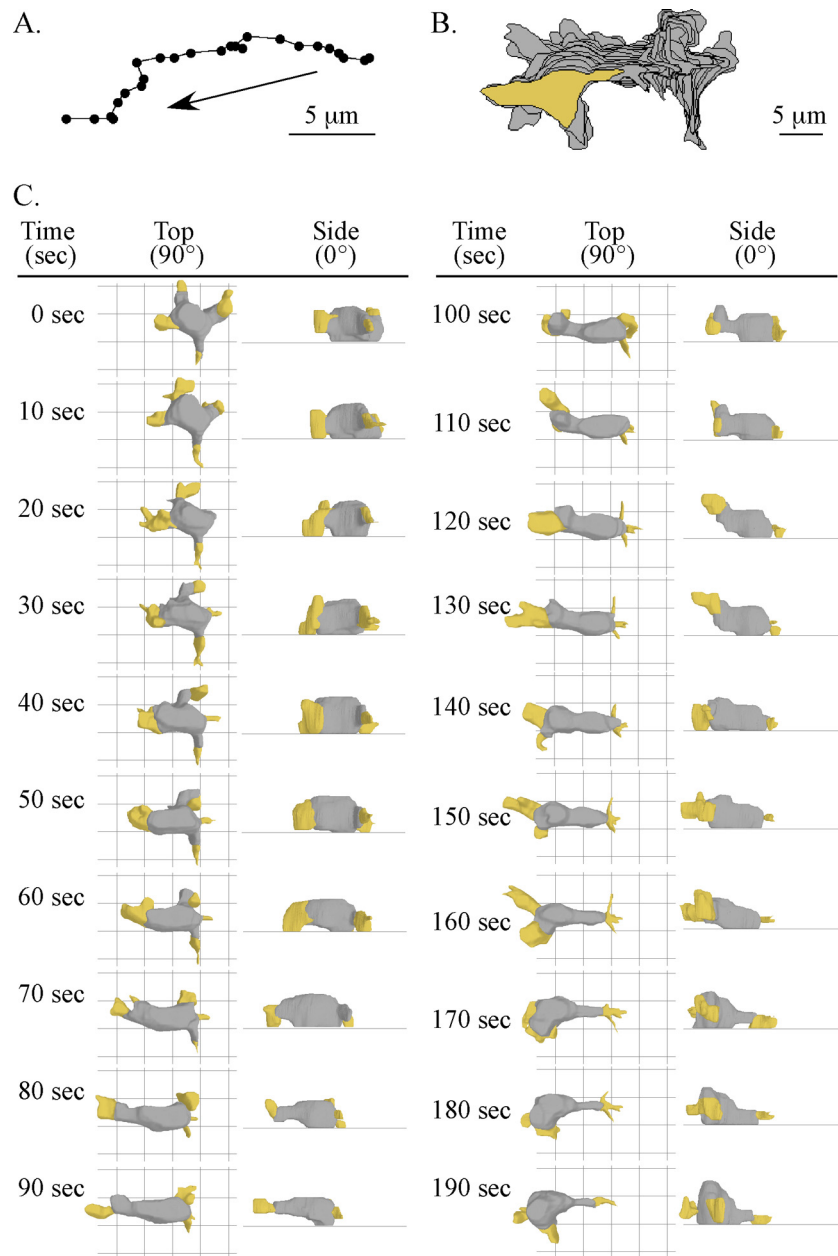 A.
5 μm
B.
5 μm
C.
Time Top Side
(sec) (90°) (0°)
0 sec
10 sec
20 sec
30 sec
40 sec
50 sec
60 sec
70 sec
80 sec
90 sec
Time Top Side
(sec) (90°) (0°)
100 sec
110 sec
120 sec
130 sec
140 sec
150 sec
160 sec
170 sec
180 sec
190 sec